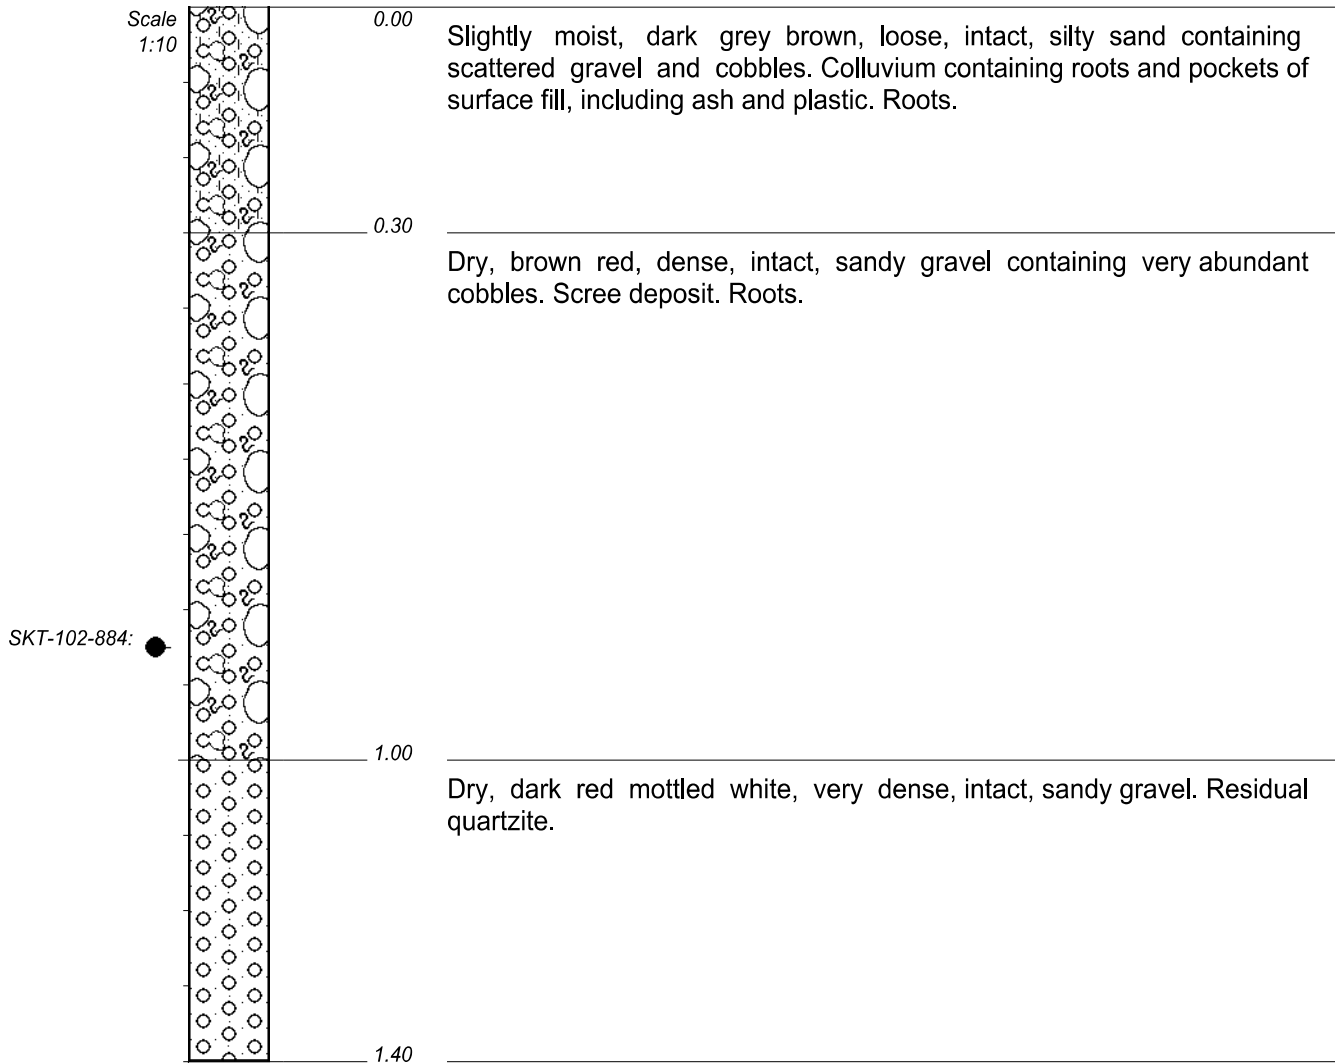 Scale
1:10
0.00
Slightly moist, dark grey brown, loose, intact, silty sand containing
scattered gravel and cobbles. Colluvium containing roots and pockets of
surface fill, including ash and plastic. Roots.
0.30
Dry, brown red, dense, intact, sandy gravel containing very abundant
cobbles. Scree deposit. Roots.
SKT-102-884:
1.00
Dry, dark red mottled white, very dense, intact, sandy gravel. Residual
quartzite.
1.40